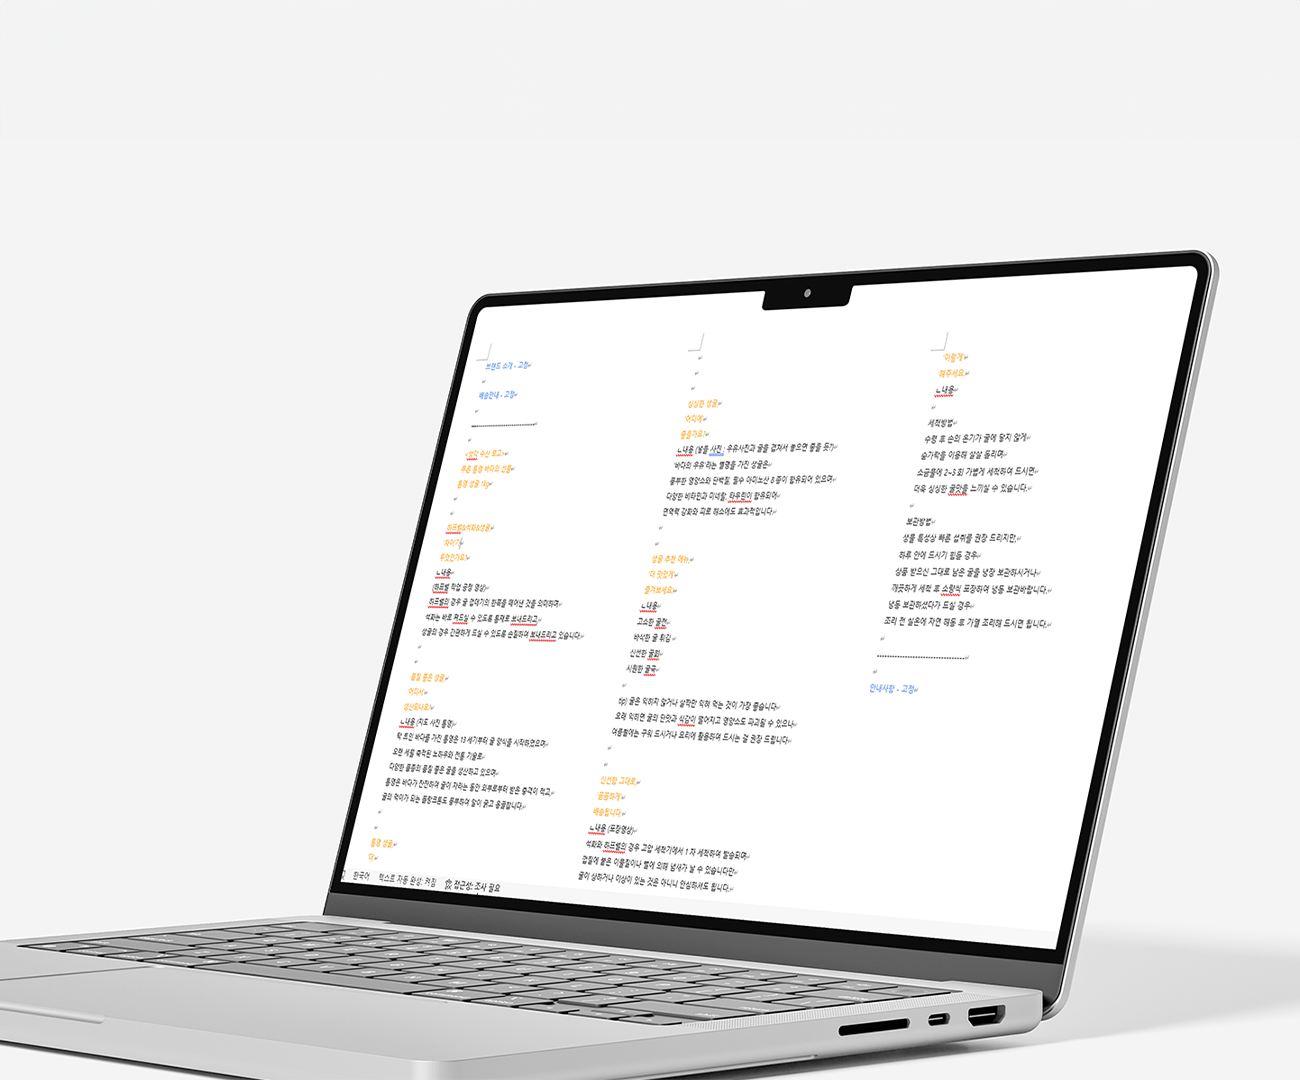 브랜드 소개 - 고정
배송안내 - 고정
<보감 수산 로고>
푸른 통영 바다의 선물
통영 생굴 1kg
하프쉘&석화&생굴
차이'가
무엇인가요?
ㄴ내용
(하프쉘 작업 공정 영상)
하프쉘의 경우 굴 껍데기의 한쪽을 떼어낸 것을 의미하며
석화는 바로 쪄드실 수 있도록 통째로 보내드리고,
생굴의 경우 간편하게 드실 수 있도록 손질하여 보내드리고 있습니다.
품질 좋은 생굴,
'어디서'
생산되나요?
ㄴ내용 (지도 사진 통영)
탁 트인 바다를 가진 통영은 13세기부터 굴 양식을 시작하였으며
오랜 세월 축적된 노하우와 전통 기술로
다양한 품종의 품질 좋은 굴을 생산하고 있으며
통영은 바다가 잔잔하여 굴이 자라는 동안 외부로부터 받은 충격이 적고,
굴의 먹이가 되는 플랑크톤도 풍부하여 알이 굵고 응글합니다.
통영 생굴,
'더'
싱싱한 생굴,
'어디에'
좋을가요?
ㄴ내용 (넣을 사진 : 우유사진과 굴을 겹쳐서 놓으면 좋을 듯?)
'바다의 우유'라는 별명을 가진 생굴은
풍부한 영양소와 단백질, 필수 아미노산 8종이 함유되어 있으며
다양한 비타민과 미네랄, 타우린이 함유되어
면역력 강화와 피로 해소에도 효과적입니다.
생굴 추천 메뉴,
'더 맛있게'
즐겨보세요!
ㄴ내용
고소한 굴전
바삭한 굴 튀김
신선한 굴회
시원한 굴국
tip) 굴은 익히지 않거나 살짝만 익혀 먹는 것이 가장 좋습니다.
오래 익히면 굴의 단맛과 식감이 떨어지고 영양소도 파괴될 수 있으니
여름철에는 구워 드시거나 요리에 활용하여 드시는 걸 권장 드립니다.
신선함 그대로,
'꼼꼼하게'
배송됩니다.
ㄴ내용 (포장영상)
석화와 하프쉘의 경우 고압 세척기에서 1차 세척하여 발송되며
껍질에 붙은 이물질이나 뻘에 의해 냄새가 날 수 있습니다만
굴이 상하거나 이상이 있는 것은 아니니 안심하셔도 됩니다.
'이렇게'
해주세요.
ㄴ내용
세척방법
수령 후 손의 온기가 굴에 닿지 않게
숟가락을 이용해 살살 돌리며
소금물에 2~3회 가볍게 세척하여 드시면
더욱 싱싱한 굴맛을 느끼실 수 있습니다.
보관방법
생물 특성상 빠른 섭취를 권장 드리지만,
하루 안에 드시기 힘들 경우
상품 받으신 그대로 남은 굴을 냉장 보관하시거나
깨끗하게 세척 후 소량씩 포장하여 냉동 보관바랍니다.
냉동 보관하셨다가 드실 경우
조리 전 실온에 자연 해동 후 가열 조리해 드시면 됩니다.
안내사항 - 고정
한국어 텍스트 자동 완성: 켜짐 접근성: 조사 필요